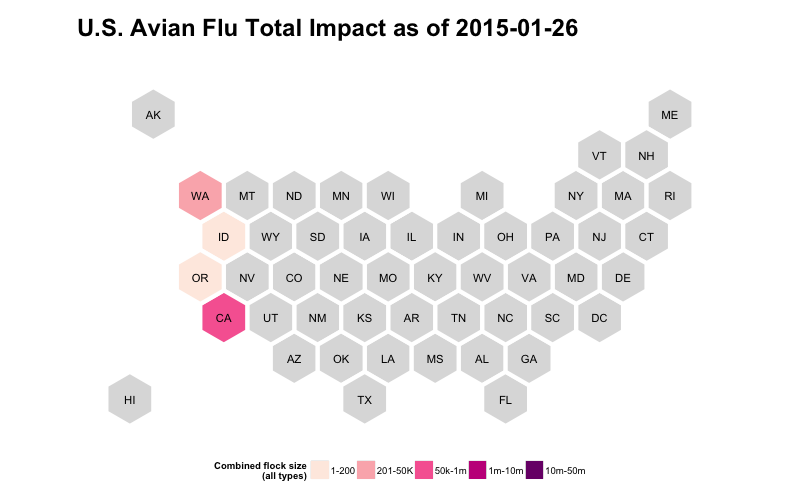 U.S. Avian Flu Total Impact as of 2015-01-26
AK ME
VT NH
WA MT ND MN WI MI NY MA RI
ID WY SD IA IL IN OH PA NJ CT
OR NV CO NE MO KY WV VA MD DE
CA UT NM KS AR TN NC SC DC
AZ OK LA MS AL GA
HI TX FL
Combined flock size
(all types)
1-200 201-50K 50k-1m 1m-10m 10m-50m